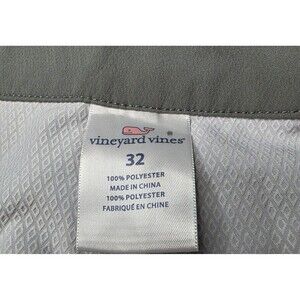 vineyard vines®
32
100% POLYESTER
MADE IN CHINA
100% POLYESTER
FABRIQUÉ EN CHINE